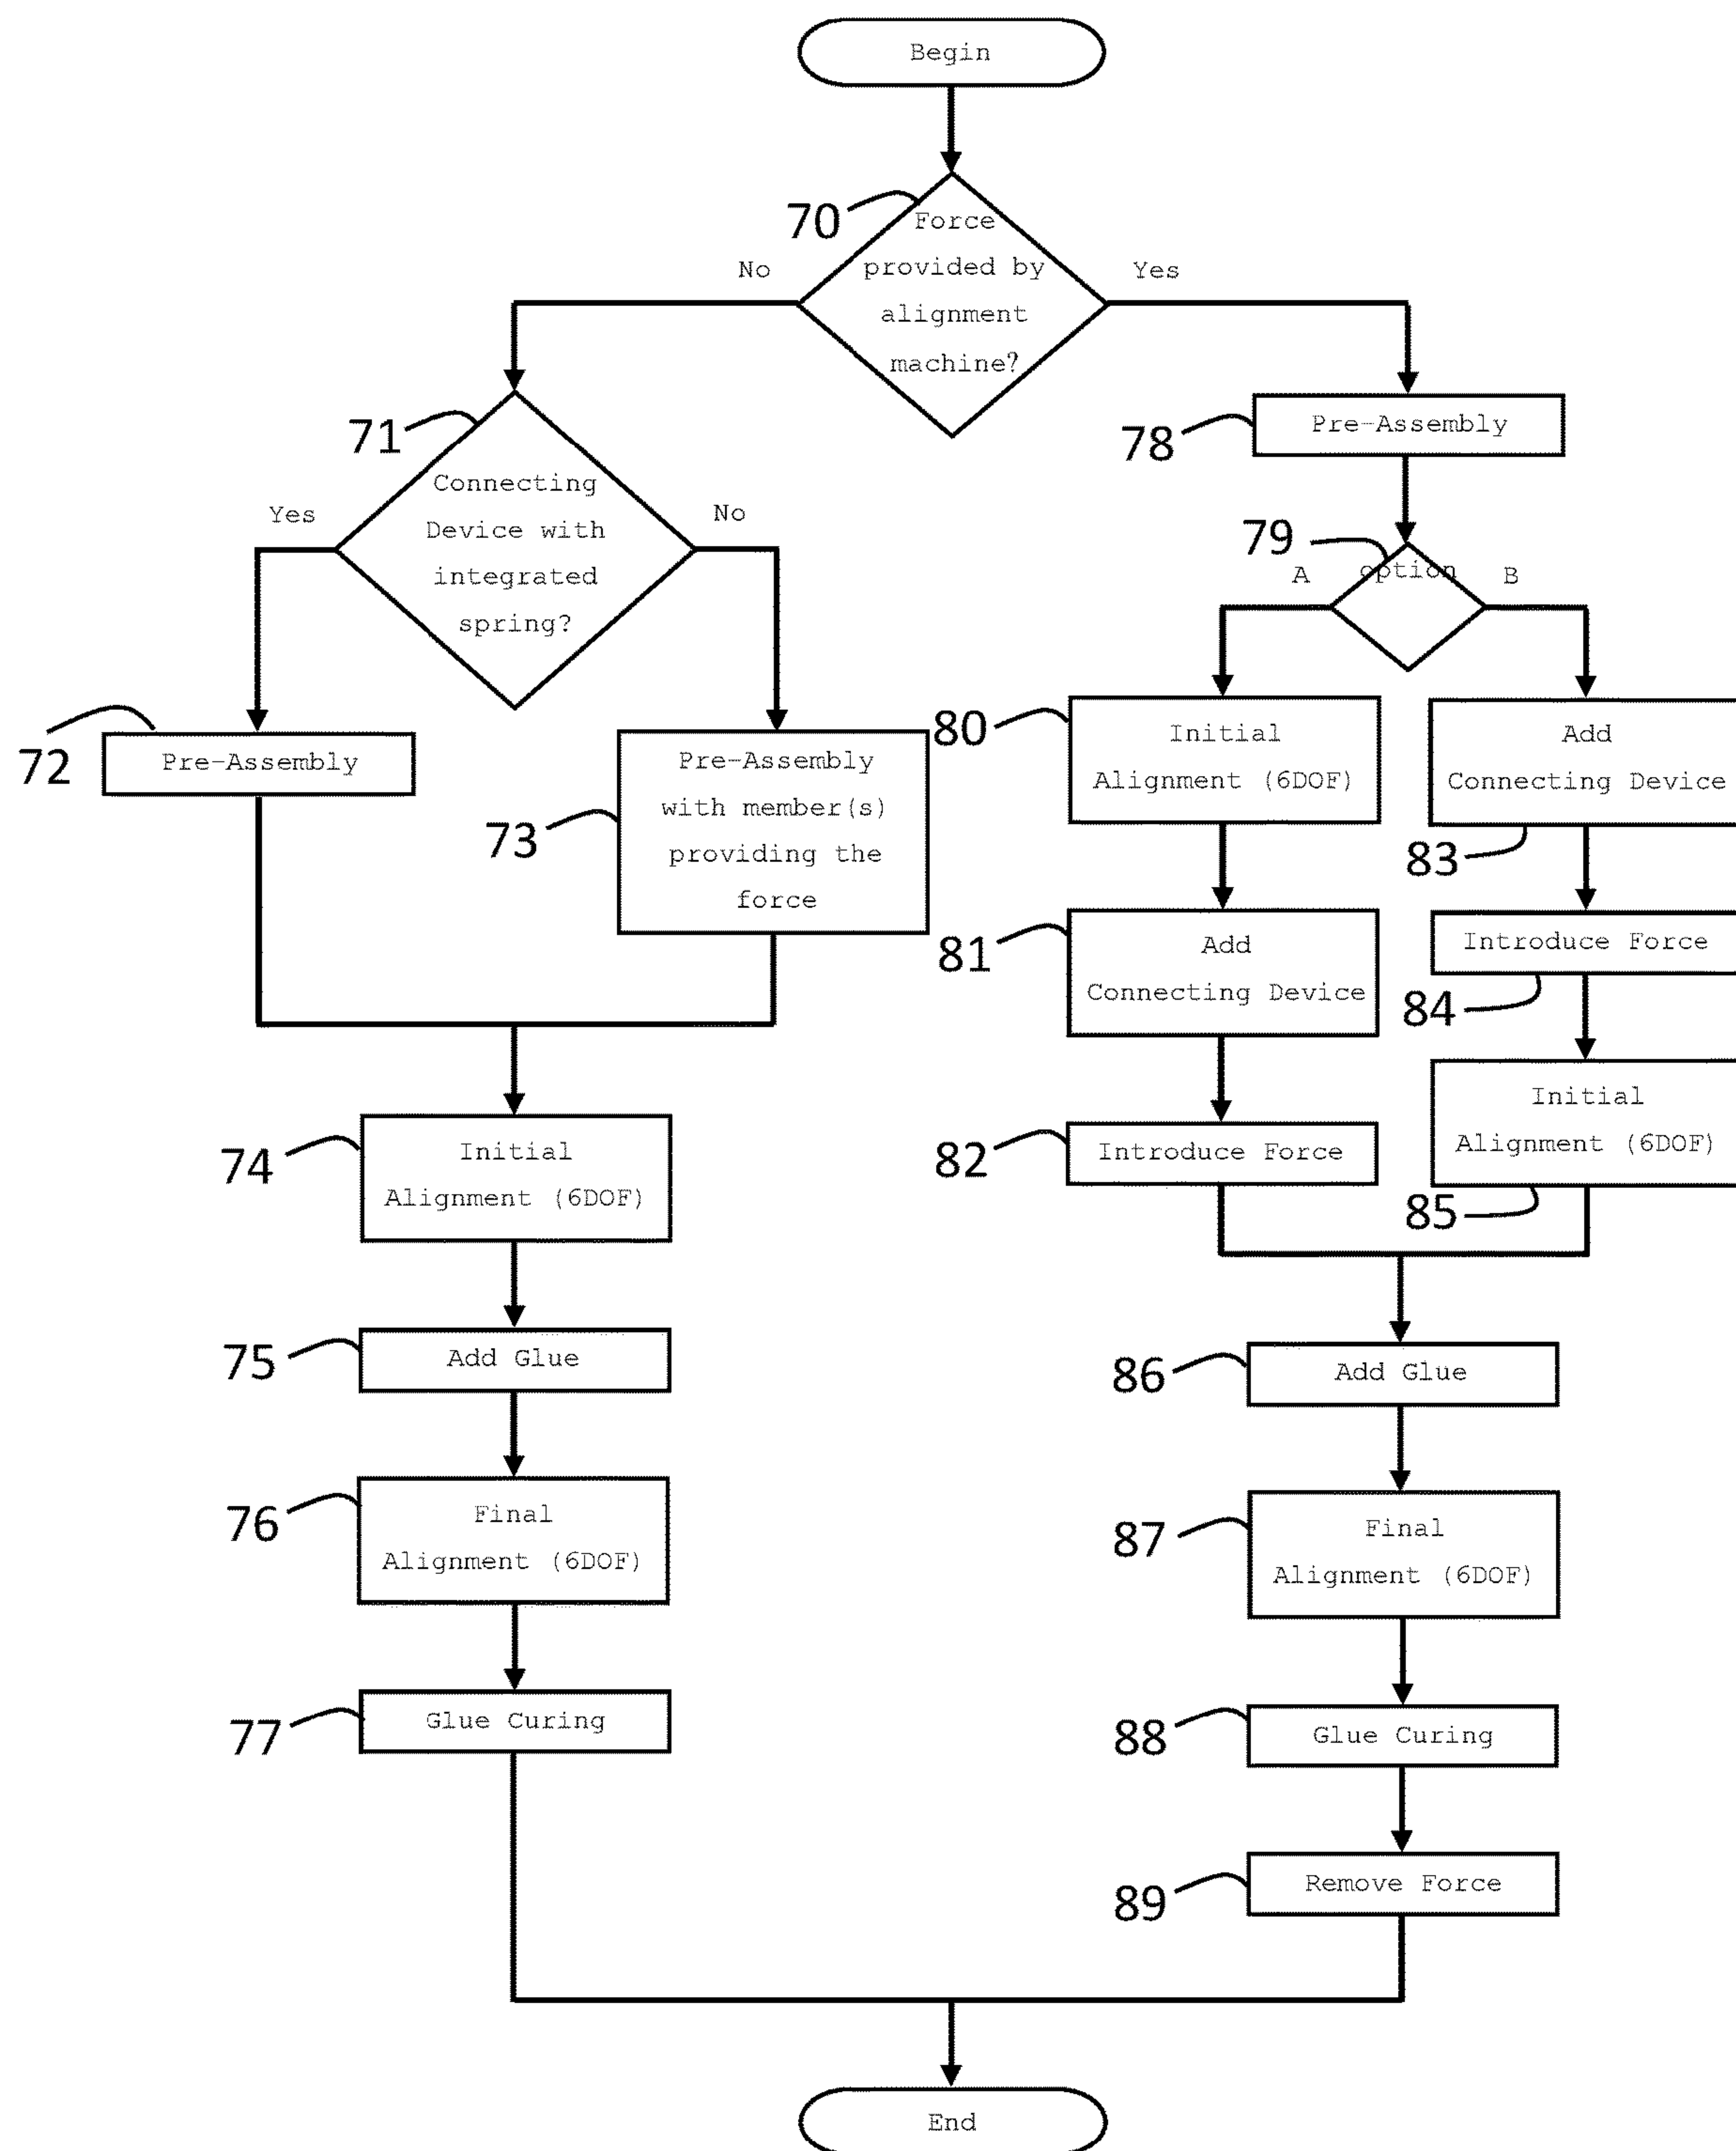 Begin
70
Force
provided by
alignment
machine?
No
Yes
71
Connecting
Device with
integrated
spring?
Yes
No
72
Pre-Assembly
73
Pre-Assembly
with member(s)
providing the
force
74
Initial
Alignment (6DOF)
75
Add Glue
76
Final
Alignment (6DOF)
77
Glue Curing
78
Pre-Assembly
79
option
A
B
80
Initial
Alignment (6DOF)
81
Add
Connecting Device
82
Introduce Force
Add
Connecting Device
83
Introduce Force
84
Initial
Alignment (6DOF)
85
86
Add Glue
87
Final
Alignment (6DOF)
88
Glue Curing
89
Remove Force
End